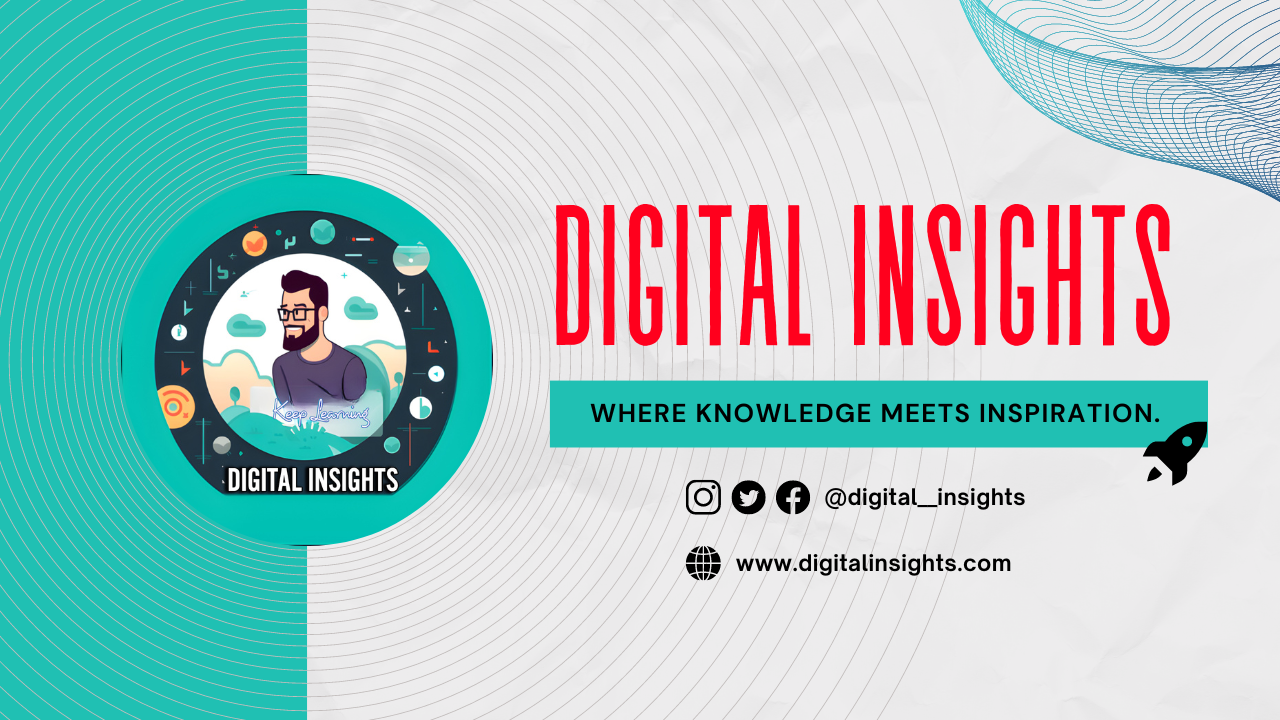 DIGITAL INSIGHTS
WHERE KNOWLEDGE MEETS INSPIRATION.
@digital__insights
www.digitalinsights.com
Keep Learning
DIGITAL INSIGHTS